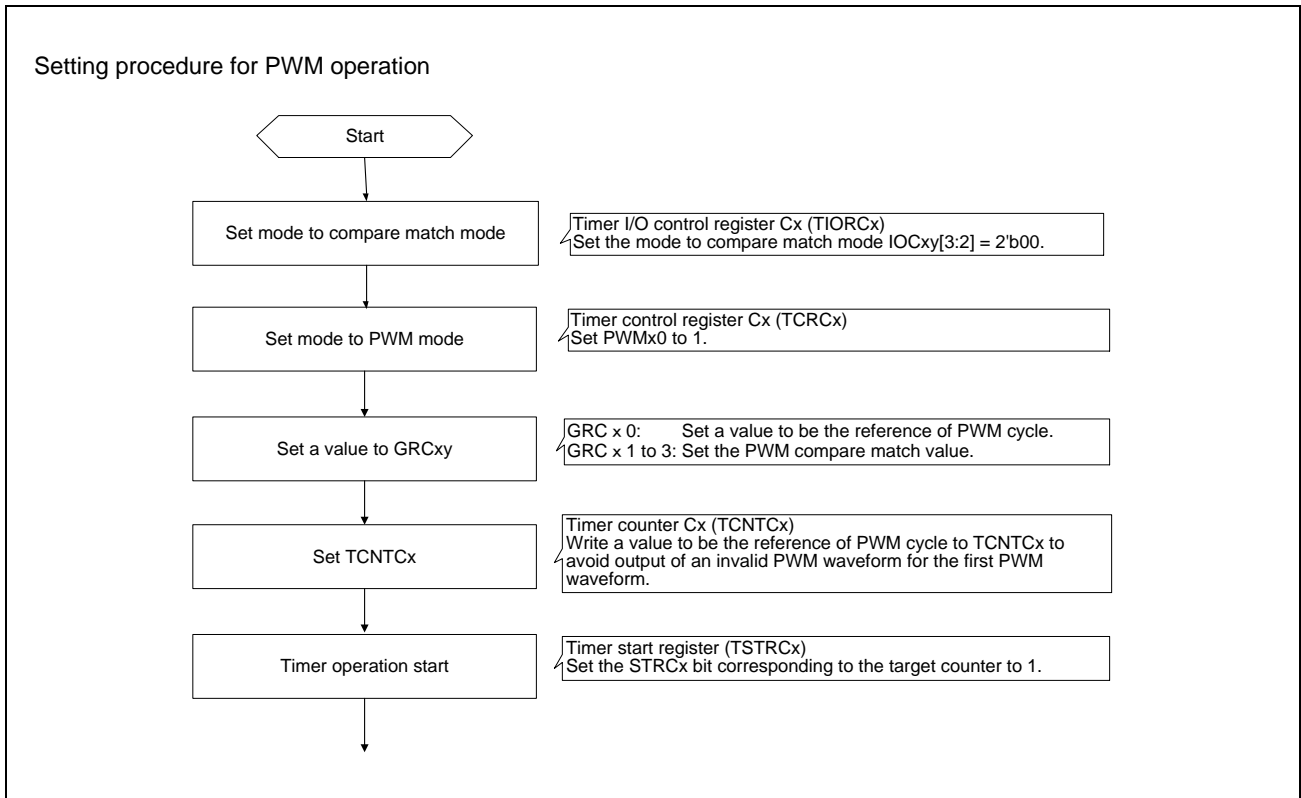 Setting procedure for PWM operation
Start
Set mode to compare match mode
Timer I/O control register Cx (TIORCx)
Set the mode to compare match mode IOCxy[3:2] = 2'b00.
Set mode to PWM mode
Timer control register Cx (TCRCx)
Set PWMx0 to 1.
Set a value to GRCxy
GRC x 0: Set a value to be the reference of PWM cycle.
GRC x 1 to 3: Set the PWM compare match value.
Set TCNTCx
Timer counter Cx (TCNTCx)
Write a value to be the reference of PWM cycle to TCNTCx to
avoid output of an invalid PWM waveform for the first PWM
waveform.
Timer operation start
Timer start register (TSTRCx)
Set the STRCx bit corresponding to the target counter to 1.